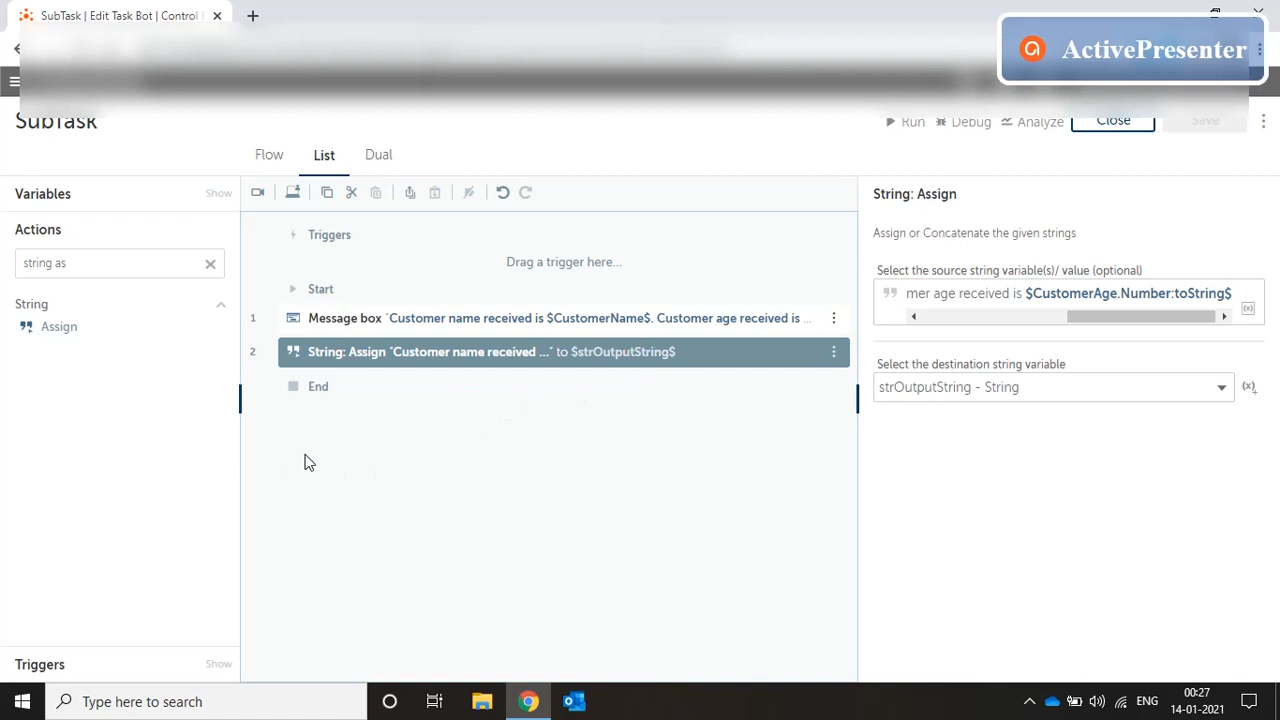 SubTask | Edit Task Bot | Control
ActivePresenter
SubTask
Run Debug Analyze Close Save
Flow List Dual
Variables Show
Actions
string as
String
Assign
Triggers
Drag a trigger here...
Start
1 Message box "Customer name received is $CustomerName$. Customer age received is ...
2 String: Assign "Customer name received ..." to $strOutputString$
End
String: Assign
Assign or Concatenate the given strings
Select the source string variable(s)/ value (optional)
mer age received is $CustomerAge.Number:toString$
(x)
Select the destination string variable
strOutputString - String
(x)+
Triggers Show
Type here to search
ENG
00:27
14-01-2021